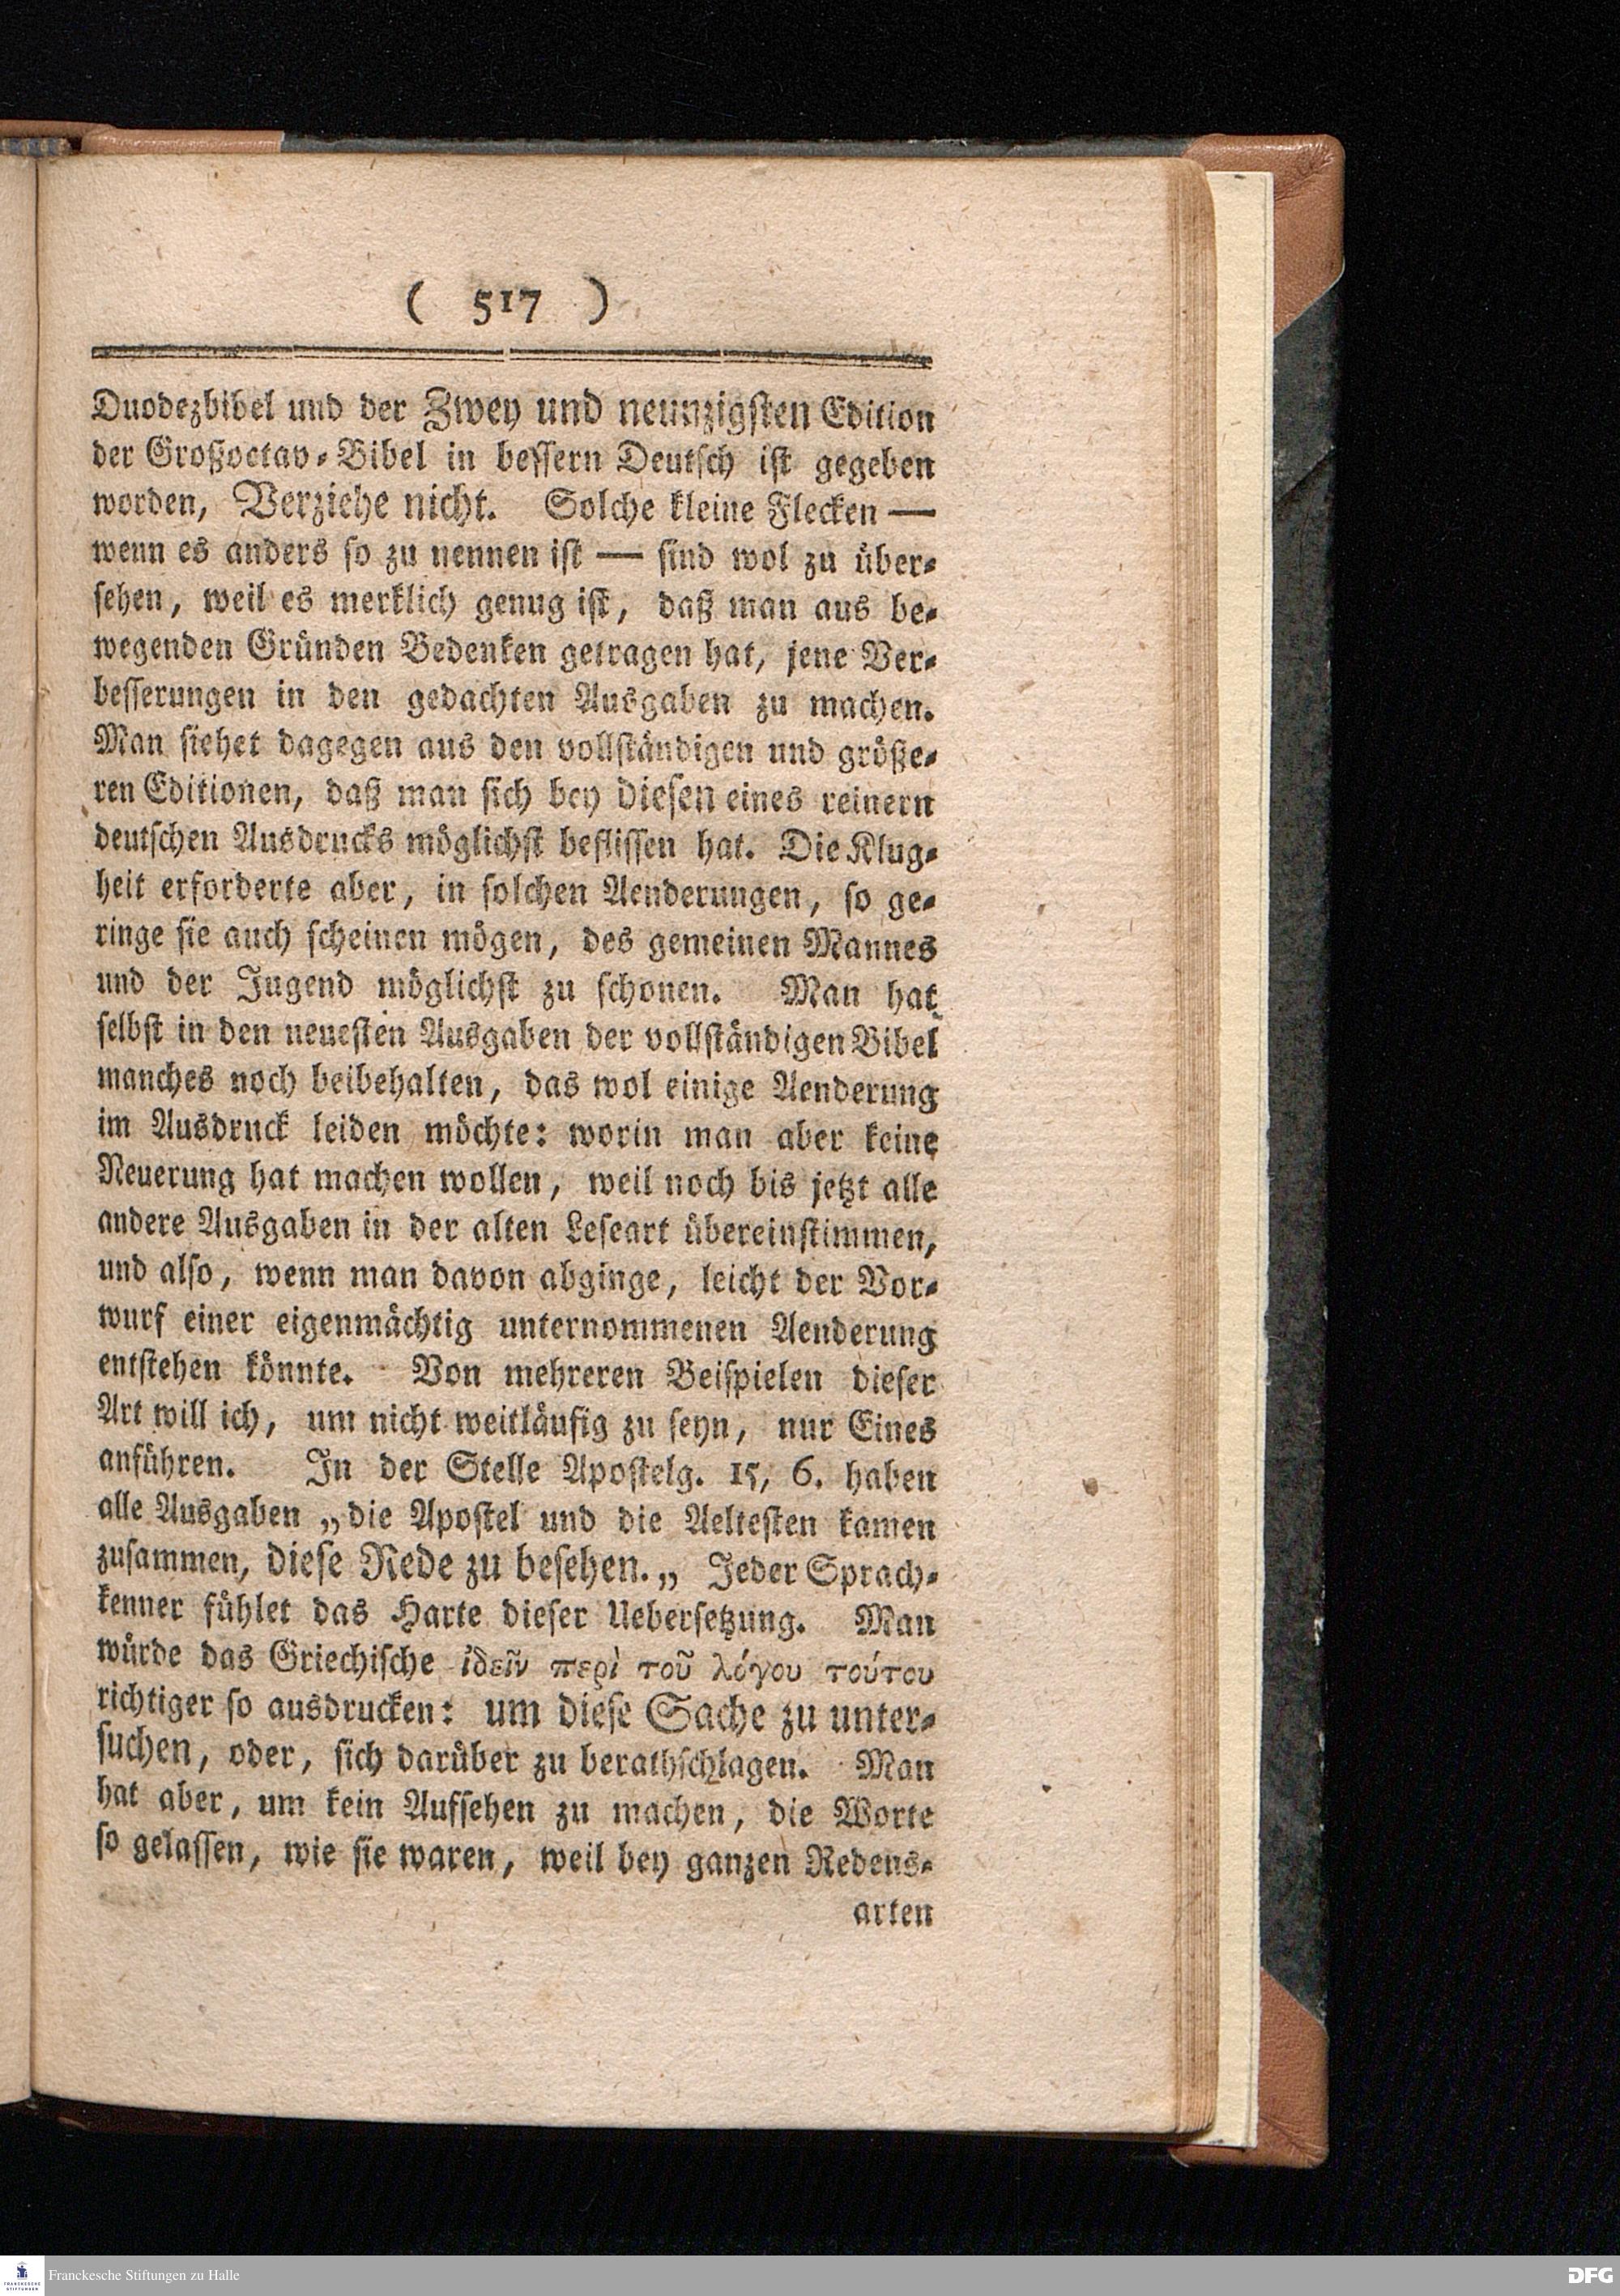 ( 517 )
Duodezbibel und der Zwey und neunzigsten Edition
der Großoctav-Bibel in bessern Deutsch ist gegeben
worden, Verziehe nicht. Solche kleine Flecken —
wenn es anders so zu nennen ist — sind wol zu über-
sehen, weil es merklich genug ist, daß man aus be-
wegenden Gründen Bedenken getragen hat, jene Ver-
besserungen in den gedachten Ausgaben zu machen.
Man siehet dagegen aus den vollständigen und größe-
ren Editionen, daß man sich bey diesen eines reinern
deutschen Ausdrucks möglichst beflissen hat. Die Klug-
heit erforderte aber, in solchen Aenderungen, so ge-
ringe sie auch scheinen mögen, des gemeinen Mannes
und der Jugend möglichst zu schonen. Man hat
selbst in den neuesten Ausgaben der vollständigen Bibel
manches noch beibehalten, das wol einige Aenderung
im Ausdruck leiden möchte: worin man aber keine
Neuerung hat machen wollen, weil noch bis jetzt alle
andere Ausgaben in der alten Leseart übereinstimmen,
und also, wenn man davon abginge, leicht der Vor-
wurf einer eigenmächtig unternommenen Aenderung
entstehen könnte. Von mehreren Beispielen dieser
Art will ich, um nicht weitläufig zu seyn, nur Eines
anführen. In der Stelle Apostelg. 15, 6. haben
alle Ausgaben „die Apostel und die Aeltesten kamen
zusammen, diese Rede zu besehen.„ Jeder Sprach-
kenner fühlet das Harte dieser Uebersetzung. Man
würde das Griechische ἰδεῖν περὶ τοῦ λόγου τούτου
richtiger so ausdrucken: um diese Sache zu unter-
suchen, oder, sich darüber zu berathschlagen. Man
hat aber, um kein Aufsehen zu machen, die Worte
so gelassen, wie sie waren, weil bey ganzen Redens-
arten
FRANCKESCHE
STIFTUNGEN
Franckesche Stiftungen zu Halle
DFG